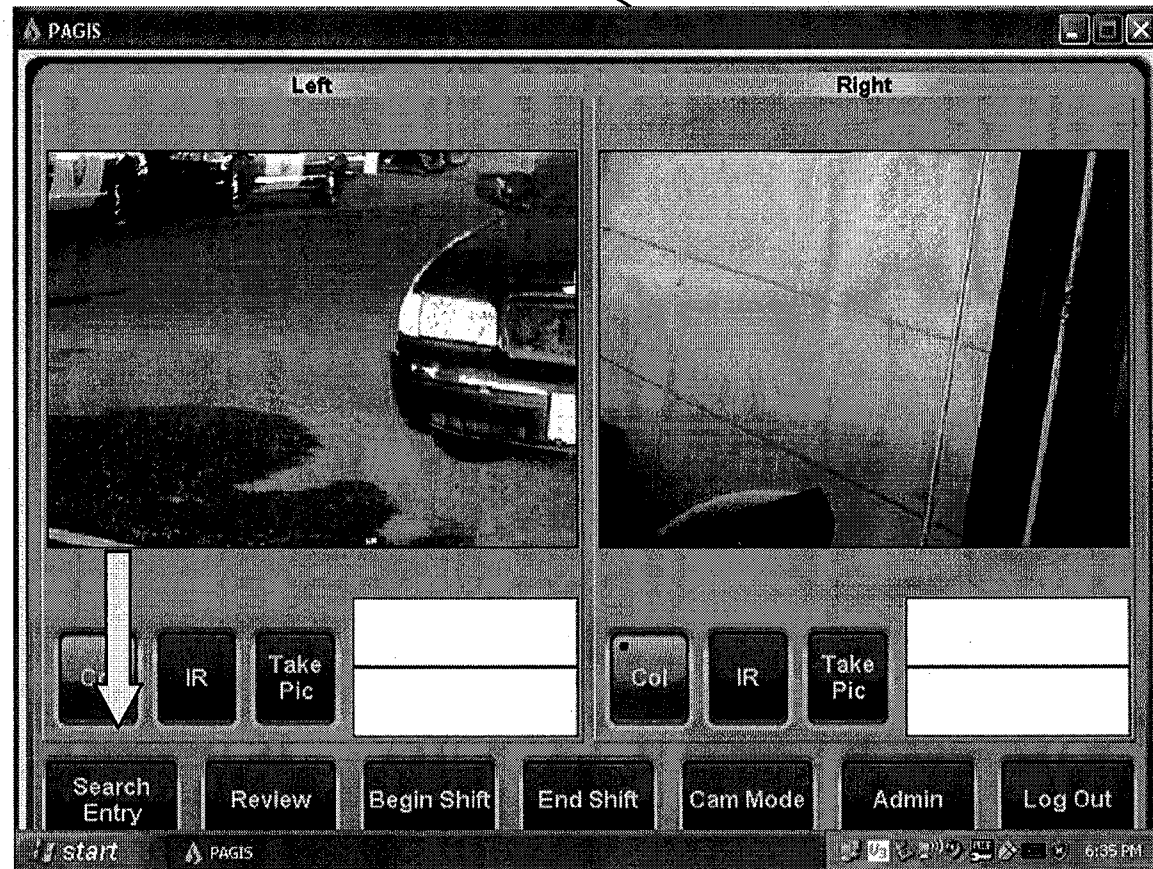 PAGIS
Left
Right
IR
Take
Pic
Col
IR
Take
Pic
Search
Entry
Review
Begin Shift
End Shift
Cam Mode
Admin
Log Out
start
PAGIS
6:35 PM